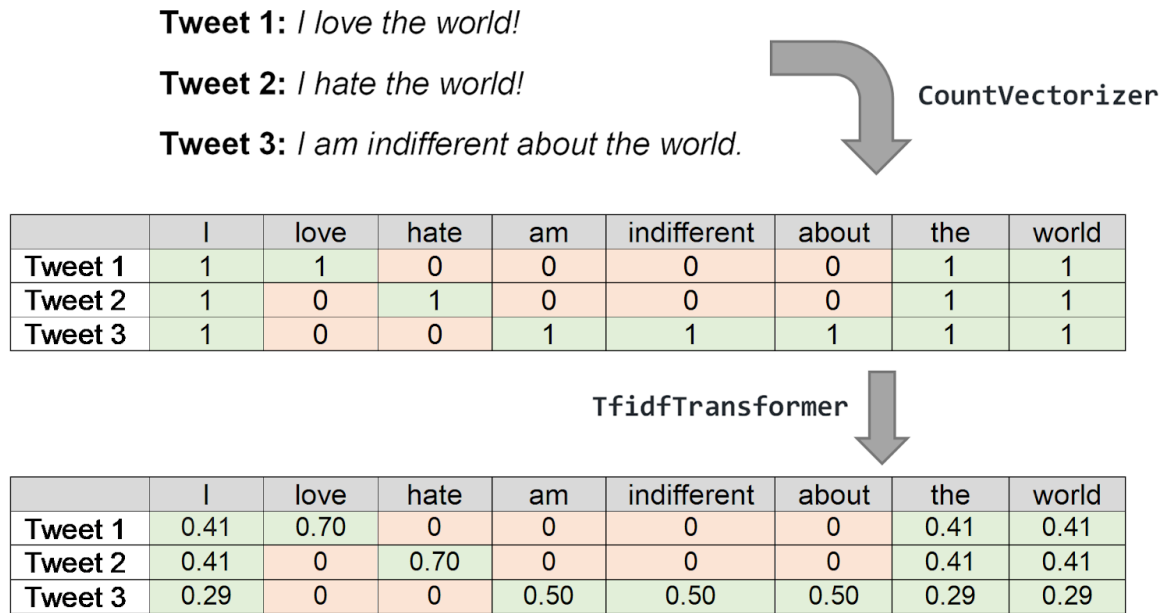 Tweet 1: I love the world!
Tweet 2: I hate the world!
Tweet 3: I am indifferent about the world.
CountVectorizer
I love hate am indifferent about the world
Tweet 1 1 1 0 0 0 0 1 1
Tweet 2 1 0 1 0 0 0 1 1
Tweet 3 1 0 0 1 1 1 1 1
TfidfTransformer
I love hate am indifferent about the world
Tweet 1 0.41 0.70 0 0 0 0 0.41 0.41
Tweet 2 0.41 0 0.70 0 0 0 0.41 0.41
Tweet 3 0.29 0 0 0.50 0.50 0.50 0.29 0.29